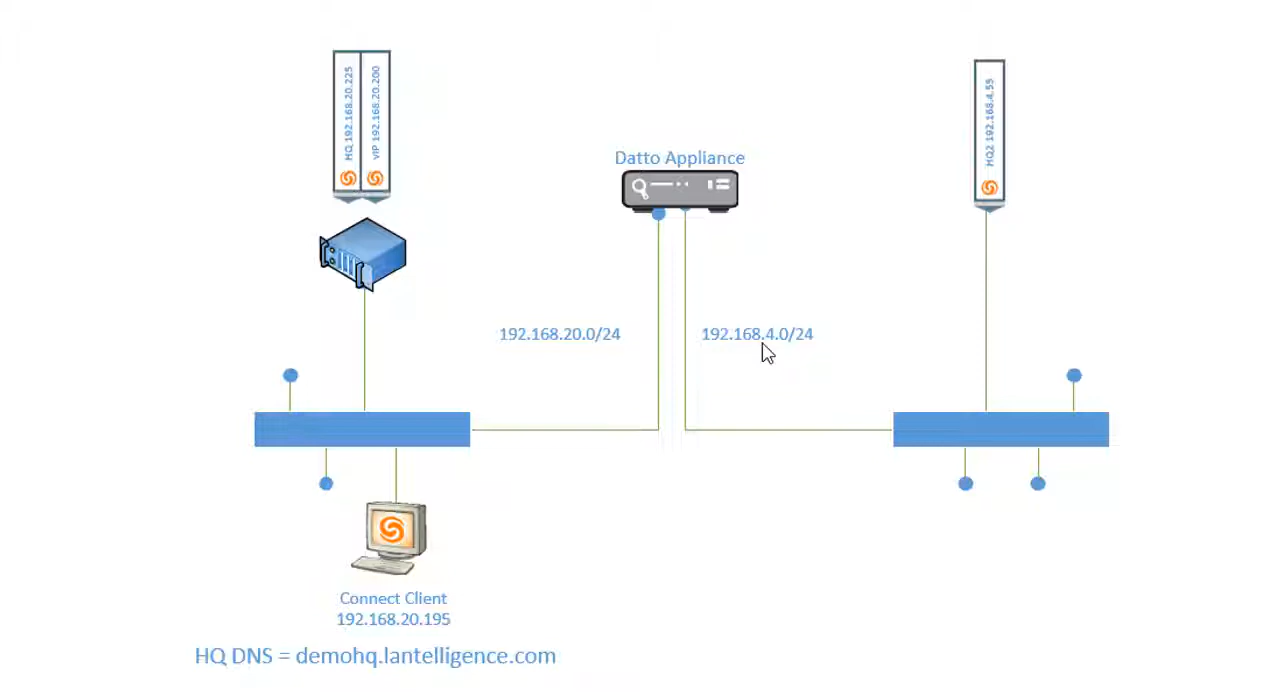 HQ 192.168.20.225
vIP 192.168.20.200
Datto Appliance
HQ2 192.168.4.55
192.168.20.0/24
192.168.4.0/24
Connect Client
192.168.20.195
HQ DNS = demohq.lantelligence.com